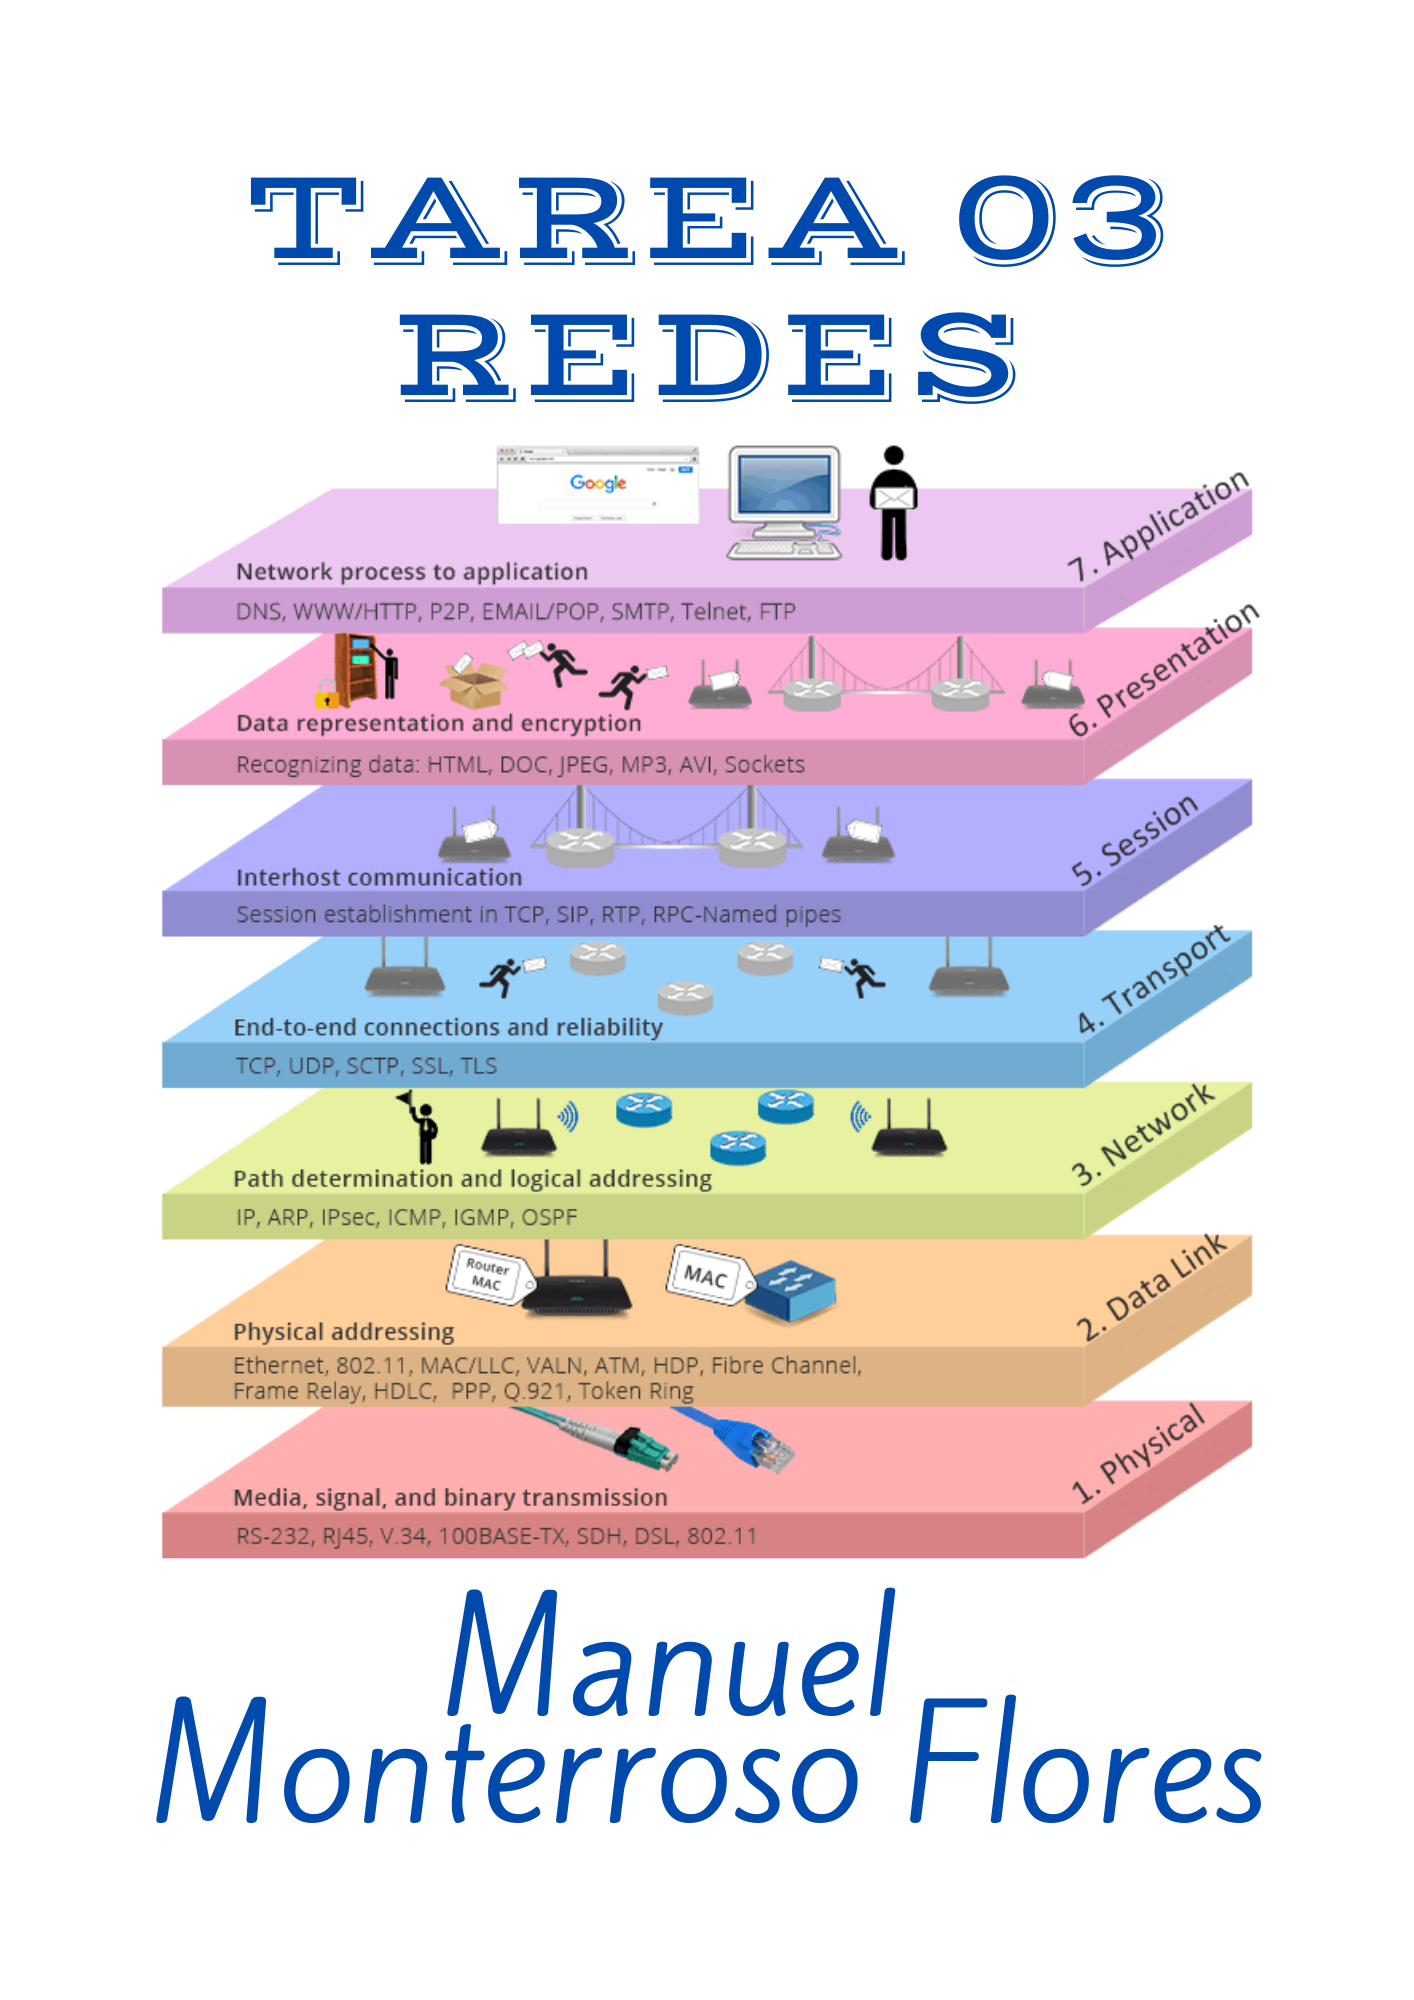 TAREA 03
REDES
Google
7. Application
Network process to application
DNS, WWW/HTTP, P2P, EMAIL/POP, SMTP, Telnet, FTP
6. Presentation
Data representation and encryption
Recognizing data: HTML, DOC, JPEG, MP3, AVI, Sockets
5. Session
Interhost communication
Session establishment in TCP, SIP, RTP, RPC-Named pipes
4. Transport
End-to-end connections and reliability
TCP, UDP, SCTP, SSL, TLS
3. Network
Path determination and logical addressing
IP, ARP, IPsec, ICMP, IGMP, OSPF
2. Data Link
Router
MAC
MAC
Physical addressing
Ethernet, 802.11, MAC/LLC, VALN, ATM, HDP, Fibre Channel,
Frame Relay, HDLC, PPP, Q.921, Token Ring
1. Physical
Media, signal, and binary transmission
RS-232, RJ45, V.34, 100BASE-TX, SDH, DSL, 802.11
Manuel
Monterroso Flores